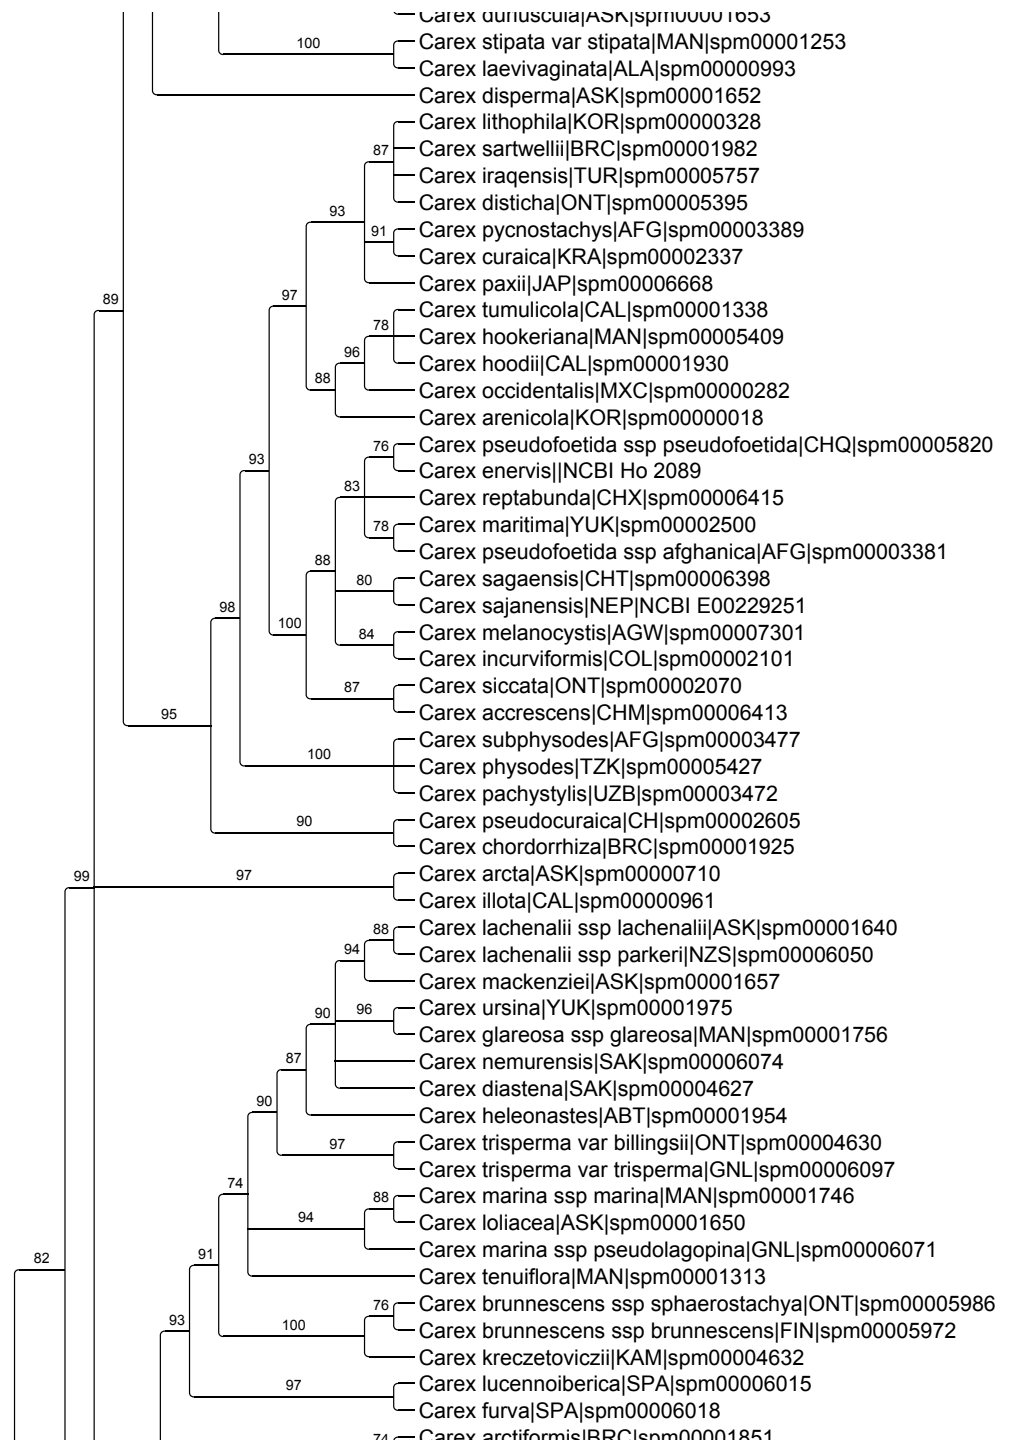 Carex dunuscula|ASK|spm00001653
100
Carex stipata var stipata|MAN|spm00001253
Carex laevivaginata|ALA|spm00000993
Carex disperma|ASK|spm00001652
Carex lithophila|KOR|spm00000328
87
Carex sartwellii|BRC|spm00001982
Carex iraqensis|TUR|spm00005757
Carex disticha|ONT|spm00005395
93
91
Carex pycnostachys|AFG|spm00003389
Carex curaica|KRA|spm00002337
Carex paxii|JAP|spm00006668
89
97
Carex tumulicola|CAL|spm00001338
78
Carex hookeriana|MAN|spm00005409
96
Carex hoodii|CAL|spm00001930
88
Carex occidentalis|MXC|spm00000282
Carex arenicola|KOR|spm00000018
76
Carex pseudofoetida ssp pseudofoetida|CHQ|spm00005820
93
Carex enervis||NCBI Ho 2089
83
Carex reptabunda|CHX|spm00006415
78
Carex maritima|YUK|spm00002500
Carex pseudofoetida ssp afghanica|AFG|spm00003381
88
80
Carex sagaensis|CHT|spm00006398
98
Carex sajanensis|NEP|NCBI E00229251
100
84
Carex melanocystis|AGW|spm00007301
Carex incurviformis|COL|spm00002101
87
Carex siccata|ONT|spm00002070
95
Carex accrescens|CHM|spm00006413
Carex subphysodes|AFG|spm00003477
100
Carex physodes|TZK|spm00005427
Carex pachystylis|UZB|spm00003472
90
Carex pseudocuraica|CH|spm00002605
Carex chordorrhiza|BRC|spm00001925
99
97
Carex arcta|ASK|spm00000710
Carex illota|CAL|spm00000961
88
Carex lachenalii ssp lachenalii|ASK|spm00001640
94
Carex lachenalii ssp parkeri|NZS|spm00006050
Carex mackenziei|ASK|spm00001657
90
96
Carex ursina|YUK|spm00001975
Carex glareosa ssp glareosa|MAN|spm00001756
87
Carex nemurensis|SAK|spm00006074
Carex diastena|SAK|spm00004627
90
Carex heleonastes|ABT|spm00001954
97
Carex trisperma var billingsii|ONT|spm00004630
Carex trisperma var trisperma|GNL|spm00006097
74
88
Carex marina ssp marina|MAN|spm00001746
94
Carex loliacea|ASK|spm00001650
82
91
Carex marina ssp pseudolagopina|GNL|spm00006071
Carex tenuiflora|MAN|spm00001313
76
Carex brunnescens ssp sphaerostachya|ONT|spm00005986
93
100
Carex brunnescens ssp brunnescens|FIN|spm00005972
Carex kreczetoviczii|KAM|spm00004632
97
Carex lucennoiberica|SPA|spm00006015
Carex furva|SPA|spm00006018
74
Carex arctiformis|BRC|spm00001851